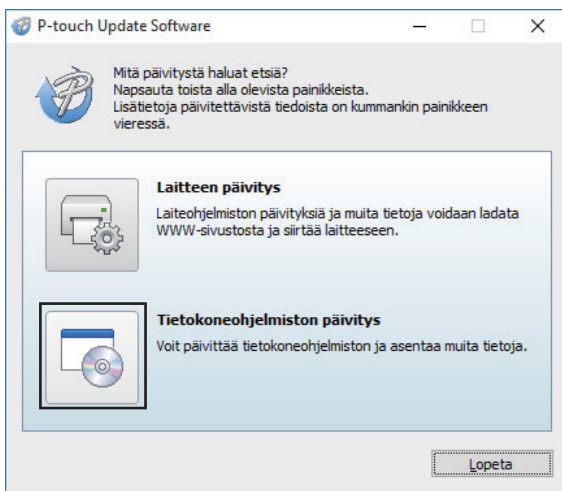 P-touch Update Software
Mitä päivitystä haluat etsiä?
Napsauta toista alla olevista painikkeista.
Lisätietoja päivitettävistä tiedoista on kummankin painikkeen
vieressä.
Laitteen päivitys
Laiteohjelmiston päivityksiä ja muita tietoja voidaan ladata
WWW-sivustosta ja siirtää laitteeseen.
Tietokoneohjelmiston päivitys
Voit päivittää tietokoneohjelmiston ja asentaa muita tietoja.
Lopeta